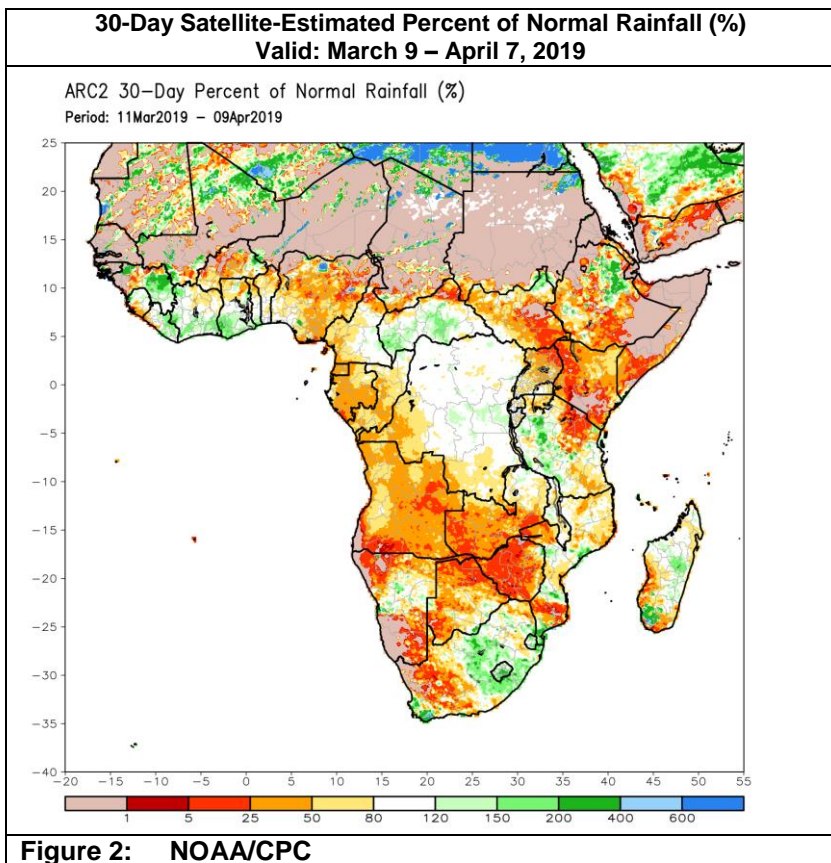 30-Day Satellite-Estimated Percent of Normal Rainfall (%)
Valid: March 9 – April 7, 2019
ARC2 30-Day Percent of Normal Rainfall (%)
Period: 11Mar2019 – 09Apr2019
25
20
15
10
5
0
−5
−10
−15
−20
−25
−30
−35
−40
−20 −15 −10 −5 0 5 10 15 20 25 30 35 40 45 50 55
1 5 25 50 80 120 150 200 400 600
Figure 2: NOAA/CPC